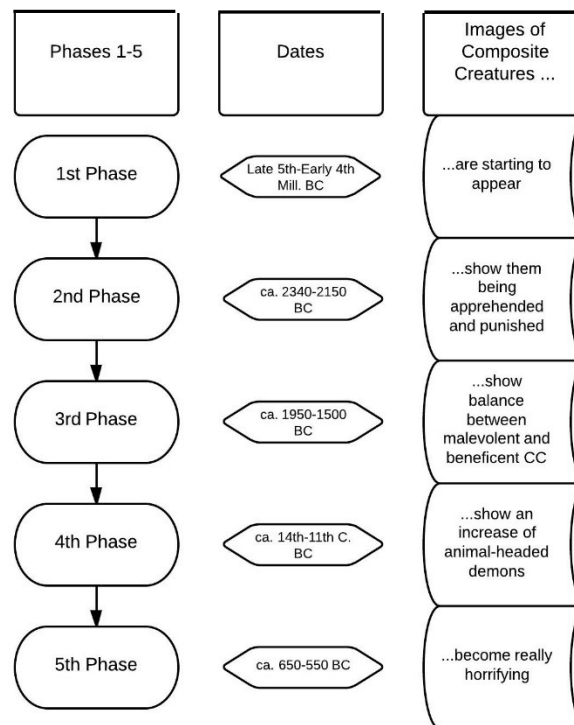 Phases 1-5
Dates
Images of
Composite
Creatures ...
1st Phase
Late 5th-Early 4th
Mill. BC
...are starting to
appear
2nd Phase
ca. 2340-2150
BC
...show them
being
apprehended
and punished
3rd Phase
ca. 1950-1500
BC
...show
balance
between
malevolent and
beneficent CC
4th Phase
ca. 14th-11th C.
BC
...show an
increase of
animal-headed
demons
5th Phase
ca. 650-550 BC
...become really
horrifying